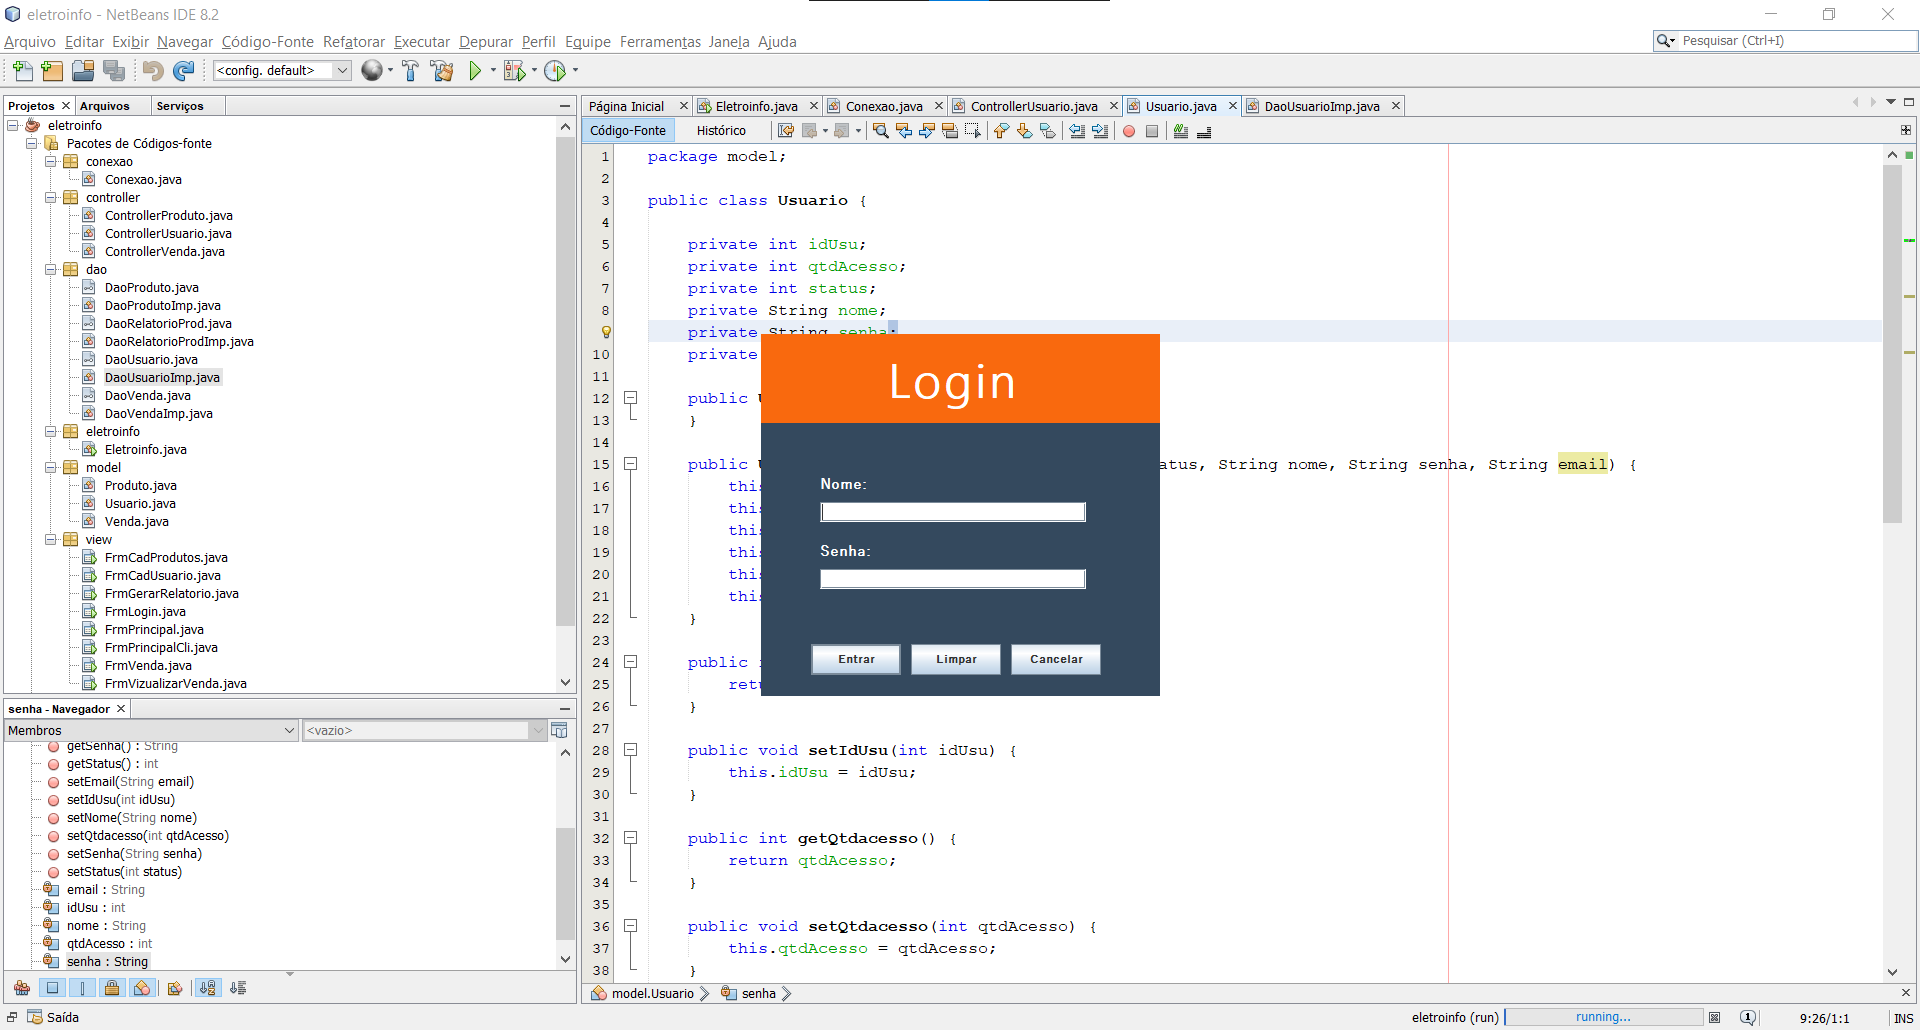 eletroinfo - NetBeans IDE 8.2
Arquivo Editar Exibir Navegar Código-Fonte Refatorar Executar Depurar Perfil Equipe Ferramentas Janela Ajuda
Pesquisar (Ctrl+I)
<config. default>
Projetos Arquivos Serviços
eletroinfo
Pacotes de Códigos-fonte
conexao
Conexao.java
controller
ControllerProduto.java
ControllerUsuario.java
ControllerVenda.java
dao
DaoProduto.java
DaoProdutoImp.java
DaoRelatorioProd.java
DaoRelatorioProdImp.java
DaoUsuario.java
DaoUsuarioImp.java
DaoVenda.java
DaoVendaImp.java
eletroinfo
Eletroinfo.java
model
Produto.java
Usuario.java
Venda.java
view
FrmCadProdutos.java
FrmCadUsuario.java
FrmGerarRelatorio.java
FrmLogin.java
FrmPrincipal.java
FrmPrincipalCli.java
FrmVenda.java
FrmVizualizarVenda.java
senha - Navegador
Membros <vazio>
getSenha() : String
getStatus() : int
setEmail(String email)
setIdUsu(int idUsu)
setNome(String nome)
setQtdacesso(int qtdAcesso)
setSenha(String senha)
setStatus(int status)
email : String
idUsu : int
nome : String
qtdAcesso : int
senha : String
Página Inicial Eletroinfo.java Conexao.java ControllerUsuario.java Usuario.java DaoUsuarioImp.java
Código-Fonte Histórico
1 package model;
2
3 public class Usuario {
4
5 private int idUsu;
6 private int qtdAcesso;
7 private int status;
8 private String nome;
private String senha;
10 private
11
12 public
13 }
14
15 public atus, String nome, String senha, String email) {
16 this
17 this
18 this
19 this
20 this
21 this
22 }
23
24 public
25 retu
26 }
27
28 public void setIdUsu(int idUsu) {
29 this.idUsu = idUsu;
30 }
31
32 public int getQtdacesso() {
33 return qtdAcesso;
34 }
35
36 public void setQtdacesso(int qtdAcesso) {
37 this.qtdAcesso = qtdAcesso;
38 }
Login
Nome:
Senha:
Entrar Limpar Cancelar
model.Usuario senha
Saída
eletroinfo (run) running... 1 9:26/1:1 INS